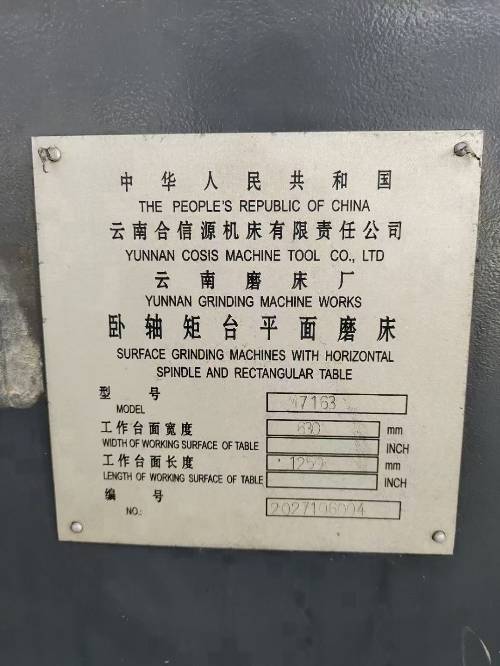 中华人民共和国
THE PEOPLE'S REPUBLIC OF CHINA
云南合信源机床有限责任公司
YUNNAN COSIS MACHINE TOOL CO., LTD
云南磨床厂
YUNNAN GRINDING MACHINE WORKS
卧轴矩台平面磨床
SURFACE GRINDING MACHINES WITH HORIZONTAL
SPINDLE AND RECTANGULAR TABLE
型号
MODEL
7163
工作台面宽度 630 mm
WIDTH OF WORKING SURFACE OF TABLE INCH
工作台面长度 1250 mm
LENGTH OF WORKING SURFACE OF TABLE INCH
编号
NO.: 2027106004